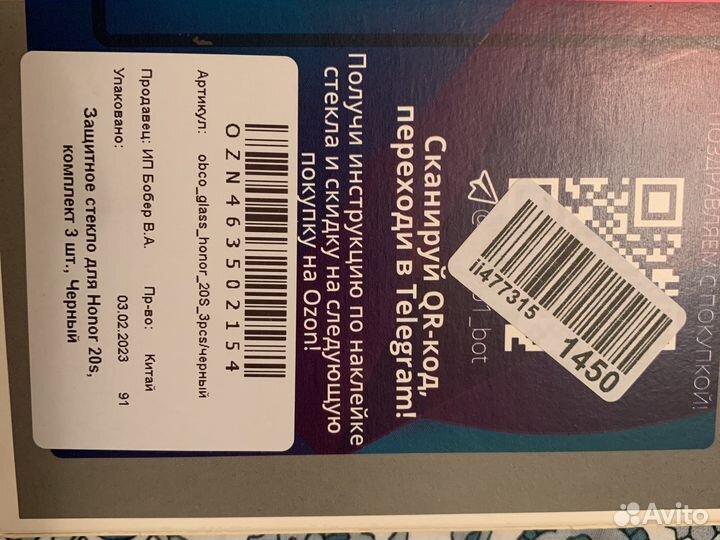 ПОЗДРАВЛЯЕМ С ПОКУПКОЙ!
_bot
Сканируй QR-код,
переходи в Telegram!
Получи инструкцию по наклейке
стекла и скидку на следующую
покупку на Ozon!
ii477315
1450
OZN463502154
Артикул: obco_glass_honor_20S_3pcs/черный
Продавец: ИП Бобер В.А. Пр-во: Китай
Упаковано: 03.02.2023 91
Защитное стекло для Honor 20s,
комплект 3 шт., Черный
Avito